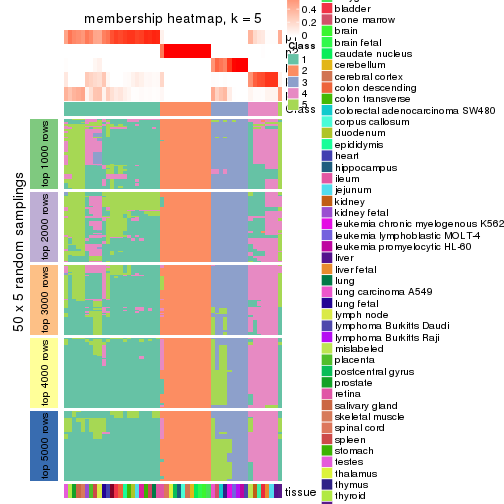 membership heatmap, k = 5
0.4
0.2
0
Class
1
2
3
4
5
Class
50 x 5 random samplings
top 1000 rows
top 2000 rows
top 3000 rows
top 4000 rows
top 5000 rows
tissue
bladder
bone marrow
brain
brain fetal
caudate nucleus
cerebellum
cerebral cortex
colon descending
colon transverse
colorectal adenocarcinoma SW480
corpus callosum
duodenum
epididymis
heart
hippocampus
ileum
jejunum
kidney
kidney fetal
leukemia chronic myelogenous K562
leukemia lymphoblastic MOLT-4
leukemia promyelocytic HL-60
liver
liver fetal
lung
lung carcinoma A549
lung fetal
lymph node
lymphoma Burkitts Daudi
lymphoma Burkitts Raji
mislabeled
placenta
postcentral gyrus
prostate
retina
salivary gland
skeletal muscle
spinal cord
spleen
stomach
testes
thalamus
thymus
thyroid